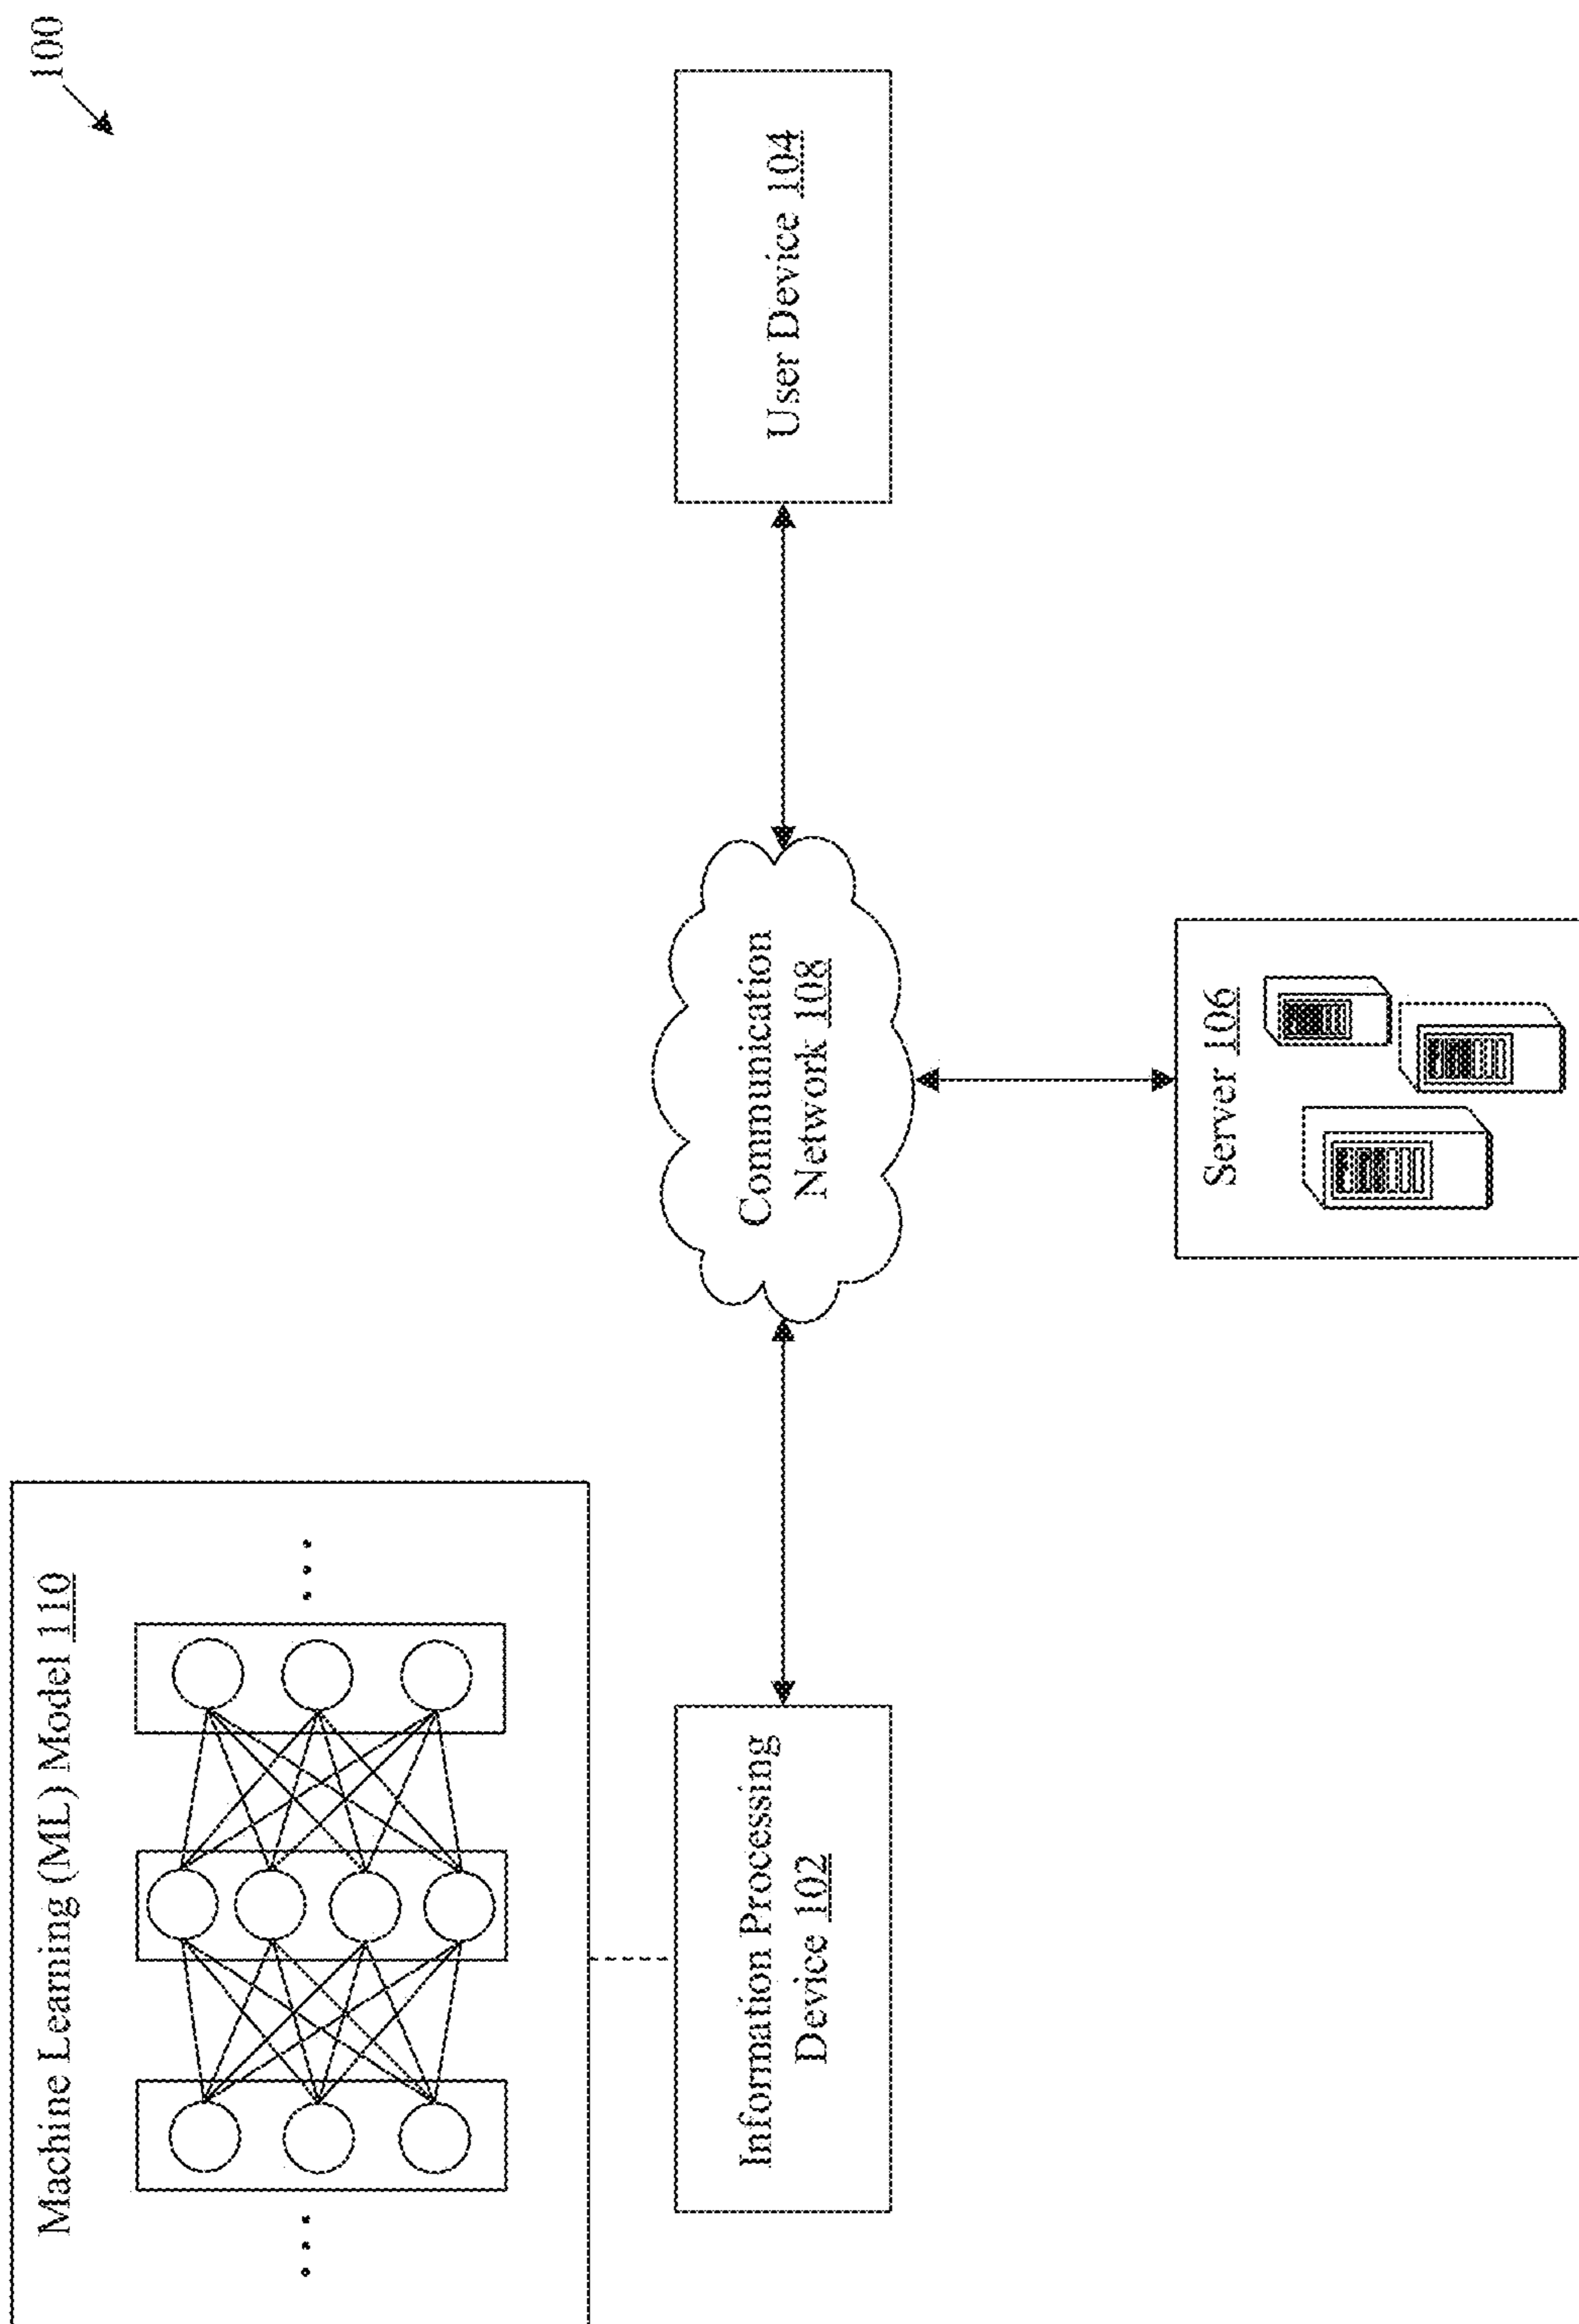 100
Machine Learning (ML) Model 110
Information Processing
Device 102
Communication
Network 108
User Device 104
Server 106